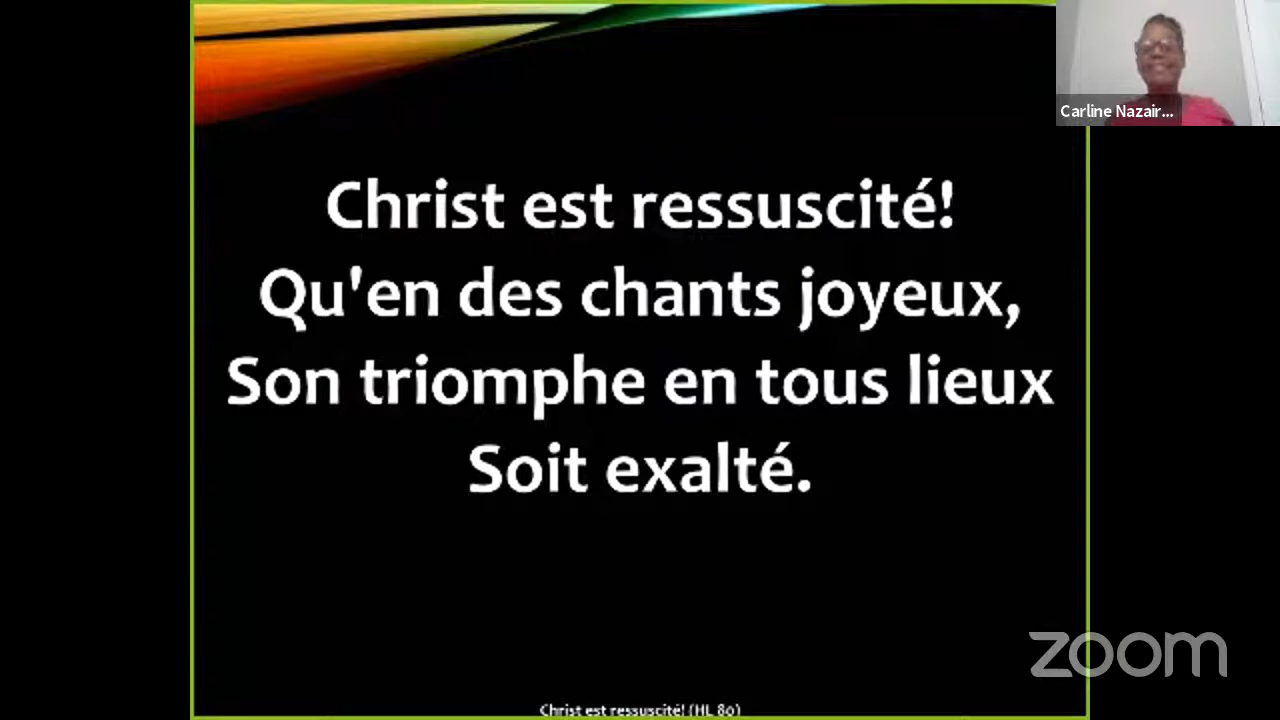 Carline Nazair...
Christ est ressuscité!
Qu'en des chants joyeux,
Son triomphe en tous lieux
Soit exalté.
zoom
Christ est ressuscité! (HL 80)